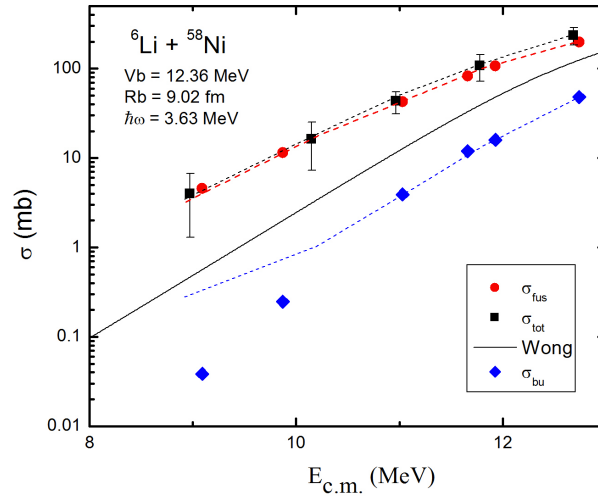 ⁶Li + ⁵⁸Ni
Vb = 12.36 MeV
Rb = 9.02 fm
ℏω = 3.63 MeV
σ (mb)
100
10
1
0.1
0.01
σfus
σtot
Wong
σbu
8 10 12
Ec.m. (MeV)